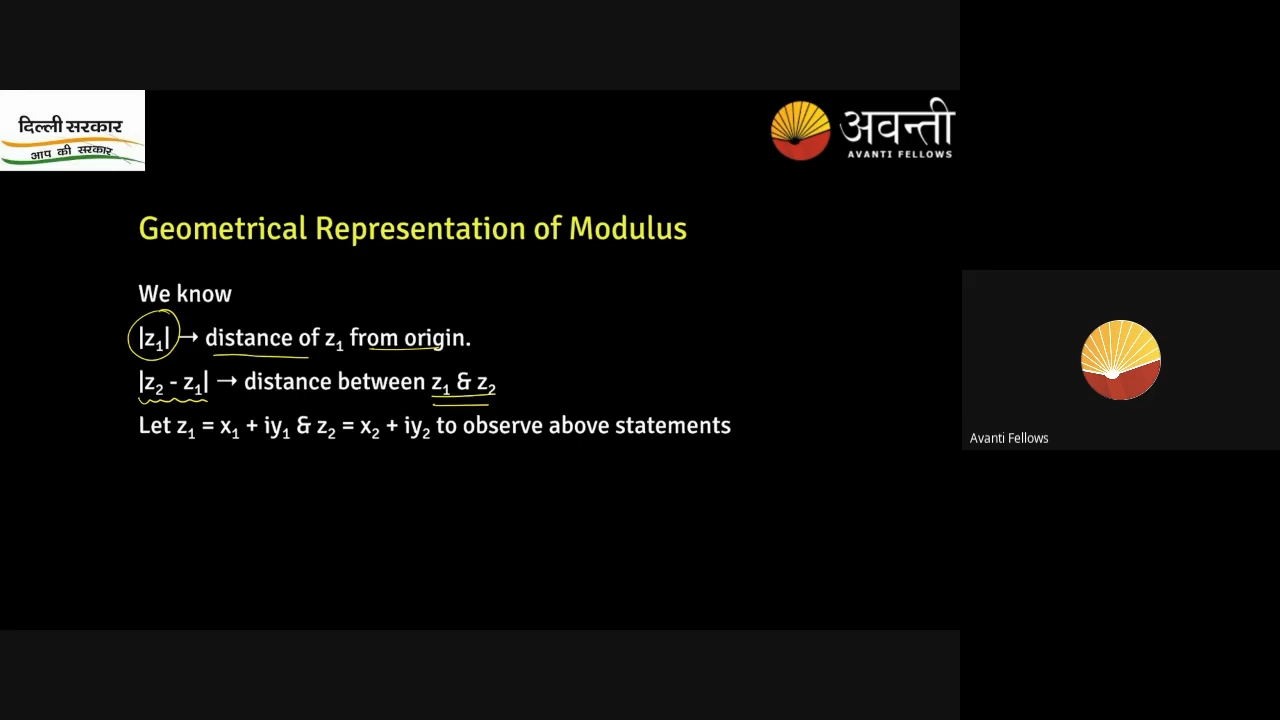 दिल्ली सरकार
आप की सरकार
अवन्ती
AVANTI FELLOWS
Geometrical Representation of Modulus
We know
|z₁| → distance of z₁ from origin.
|z₂ - z₁| → distance between z₁ & z₂
Let z₁ = x₁ + iy₁ & z₂ = x₂ + iy₂ to observe above statements
Avanti Fellows